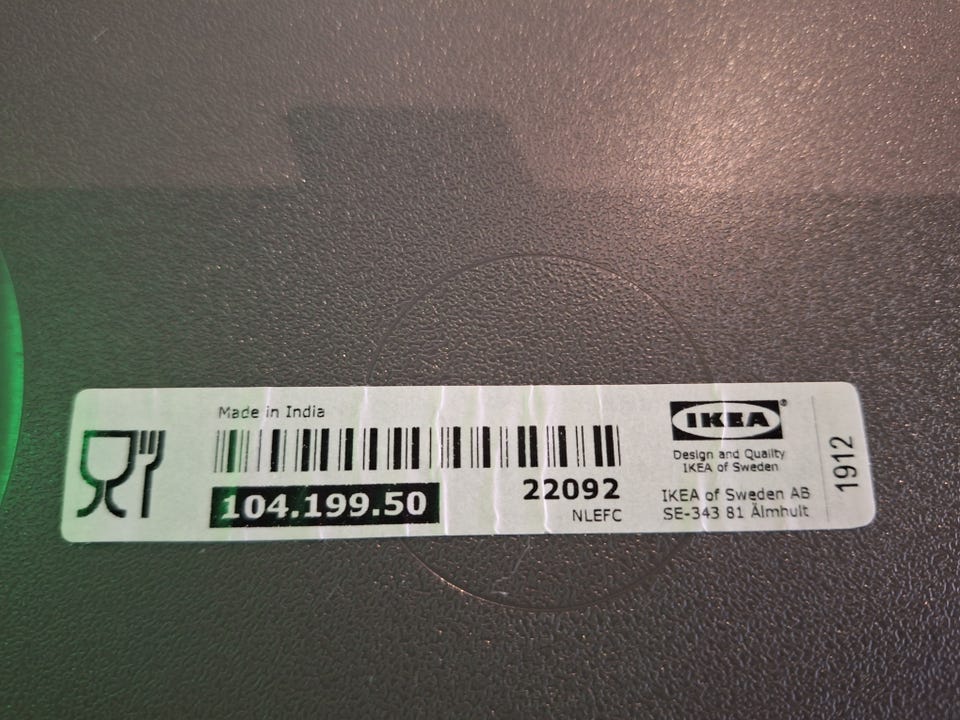 Made in India
104.199.50
22092
NLEFC
IKEA®
Design and Quality
IKEA of Sweden
IKEA of Sweden AB
SE-343 81 Älmhult
1912